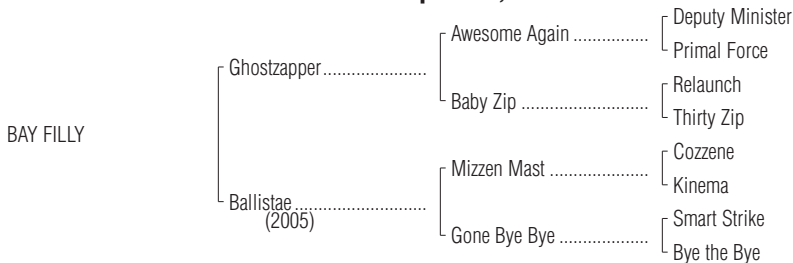 Deputy Minister
Awesome Again ................
Primal Force
Ghostzapper......................
Relaunch
Baby Zip ...........................
Thirty Zip
BAY FILLY
Cozzene
Mizzen Mast ......................
Kinema
Ballistae............................
(2005)
Smart Strike
Gone Bye Bye ...................
Bye the Bye